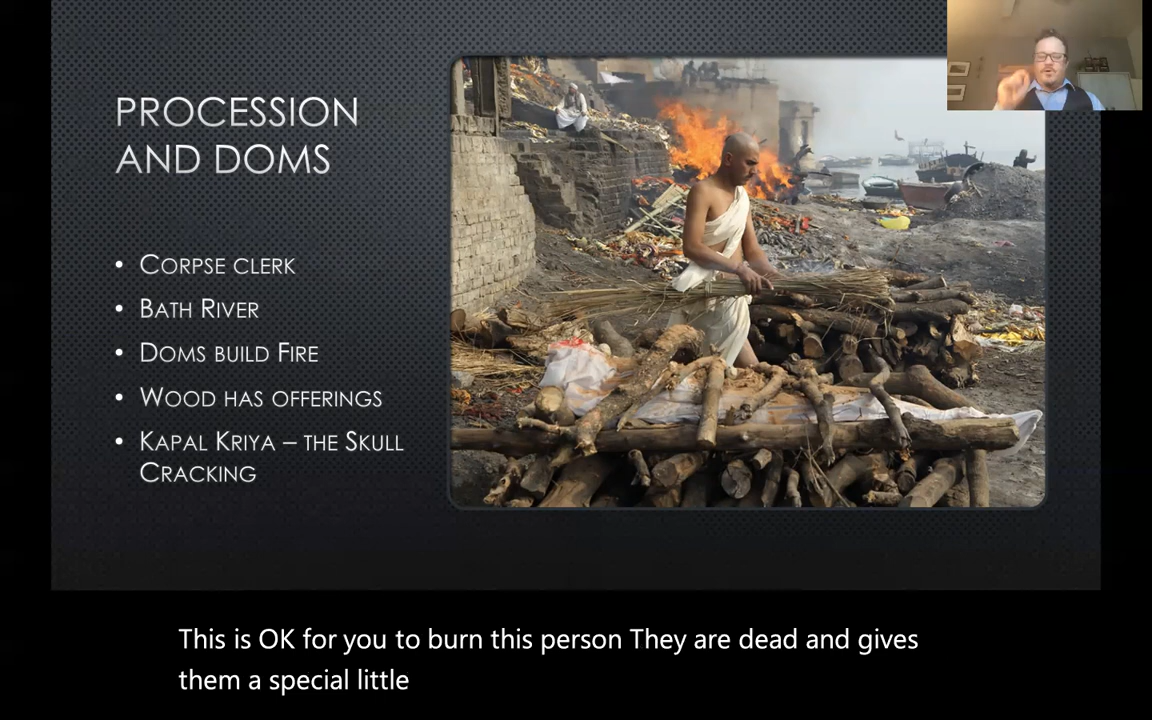 PROCESSION
AND DOMS
• CORPSE CLERK
• BATH RIVER
• DOMS BUILD FIRE
• WOOD HAS OFFERINGS
• KAPAL KRIYA – THE SKULL
CRACKING
This is OK for you to burn this person They are dead and gives
them a special little